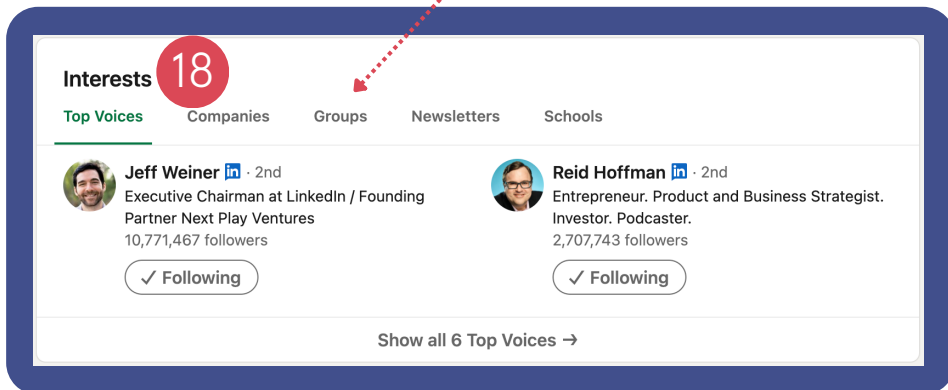 Interests 18
Top Voices Companies Groups Newsletters Schools
Jeff Weiner in · 2nd
Executive Chairman at LinkedIn / Founding
Partner Next Play Ventures
10,771,467 followers
✓ Following
Reid Hoffman in · 2nd
Entrepreneur. Product and Business Strategist.
Investor. Podcaster.
2,707,743 followers
✓ Following
Show all 6 Top Voices →